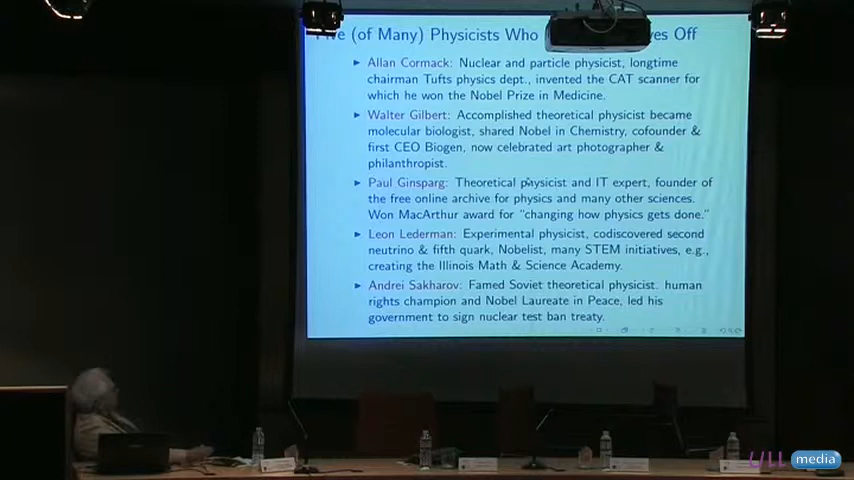 Five (of Many) Physicists Who
ves Off
▶ Allan Cormack: Nuclear and particle physicist, longtime
chairman Tufts physics dept., invented the CAT scanner for
which he won the Nobel Prize in Medicine.
▶ Walter Gilbert: Accomplished theoretical physicist became
molecular biologist, shared Nobel in Chemistry, cofounder &
first CEO Biogen, now celebrated art photographer &
philanthropist.
▶ Paul Ginsparg: Theoretical physicist and IT expert, founder of
the free online archive for physics and many other sciences.
Won MacArthur award for "changing how physics gets done."
▶ Leon Lederman: Experimental physicist, codiscovered second
neutrino & fifth quark, Nobelist, many STEM initiatives, e.g.,
creating the Illinois Math & Science Academy.
▶ Andrei Sakharov: Famed Soviet theoretical physicist. human
rights champion and Nobel Laureate in Peace, led his
government to sign nuclear test ban treaty.
ULL media